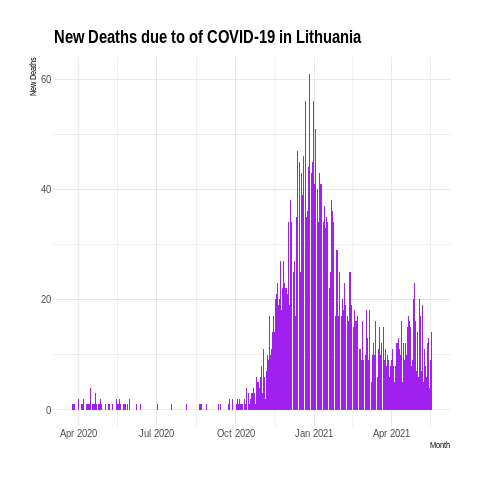 New Deaths due to of COVID-19 in Lithuania
New Deaths
60
40
20
0
Apr 2020 Jul 2020 Oct 2020 Jan 2021 Apr 2021
Month